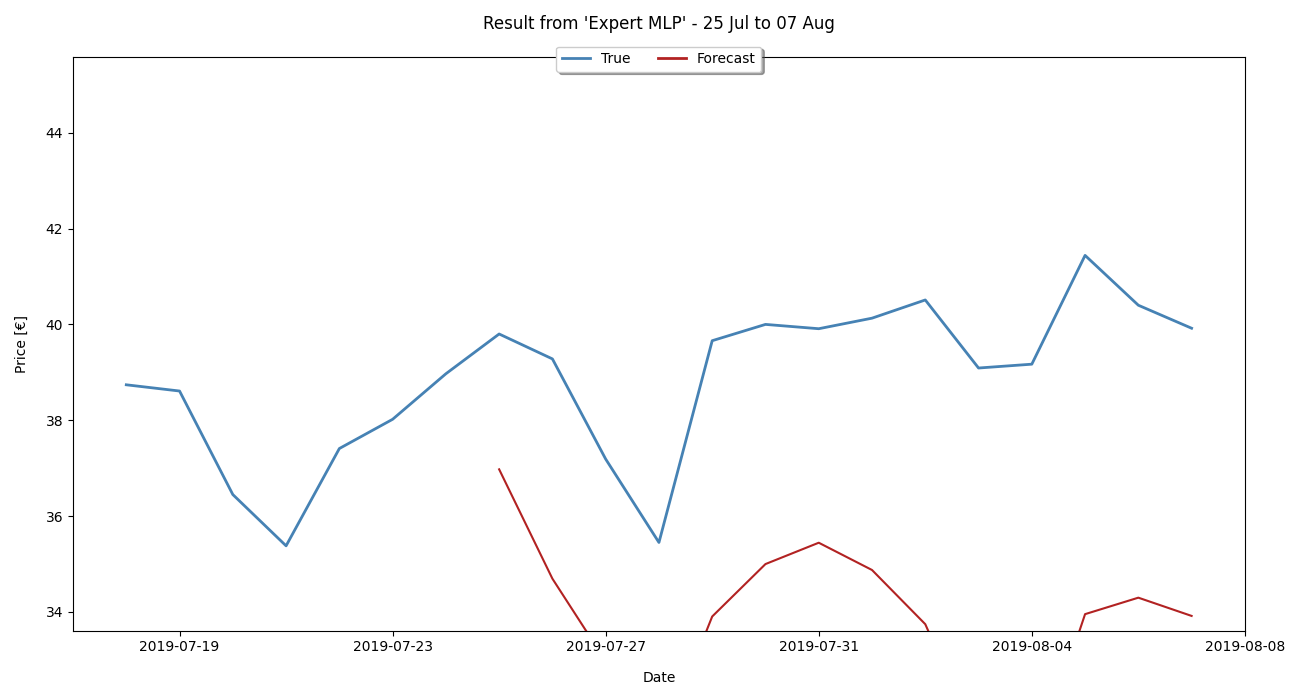 Result from 'Expert MLP' - 25 Jul to 07 Aug
True Forecast
44
42
40
38
36
34
Price [€]
2019-07-19 2019-07-23 2019-07-27 2019-07-31 2019-08-04 2019-08-08
Date